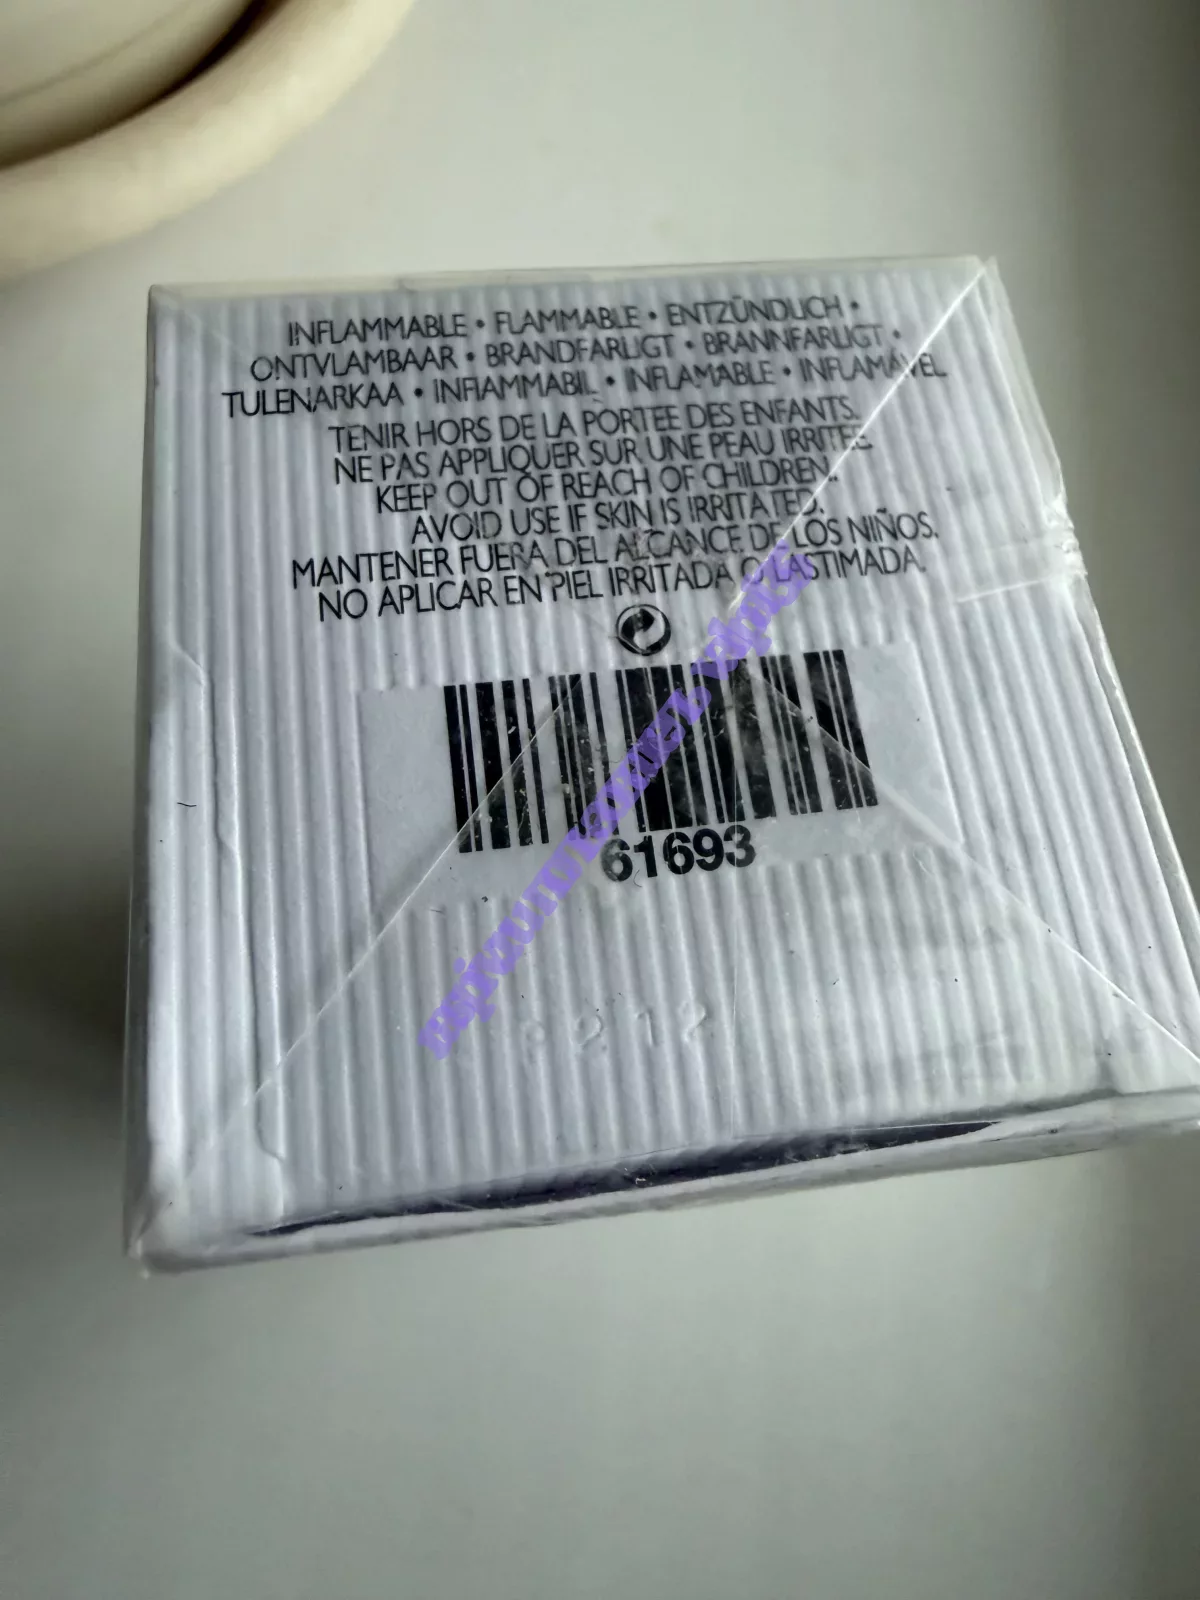 INFLAMMABLE • FLAMMABLE • ENTZÜNDLICH •
ONTVLAMBAAR • BRANDFARLIGT • BRANNFARLIGT •
TULENARKAA • INFIAMMABIL • INFLAMABLE • INFLAMÁVEL
TENIR HORS DE LA PORTEE DES ENFANTS.
NE PAS APPLIQUER SUR UNE PEAU IRRITEE.
KEEP OUT OF REACH OF CHILDREN.
AVOID USE IF SKIN IS IRRITATED.
MANTENER FUERA DEL ALCANCE DE LOS NIÑOS.
NO APLICAR EN PIEL IRRITADA O LASTIMADA.
61693